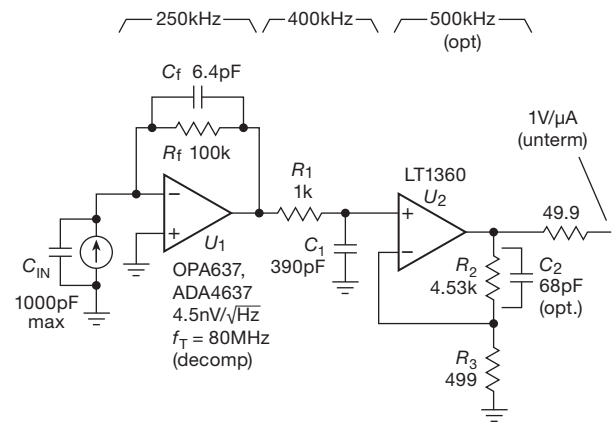 250kHz
400kHz
500kHz
(opt)
Cf 6.4pF
Rf 100k
1V/μA
(unterm)
R1
1k
LT1360
U2
−
+
U1
+
−
49.9
CIN
1000pF
max
C1
390pF
R2
4.53k
C2
68pF
(opt.)
OPA637,
ADA4637
4.5nV/√Hz
fT = 80MHz
(decomp)
R3
499